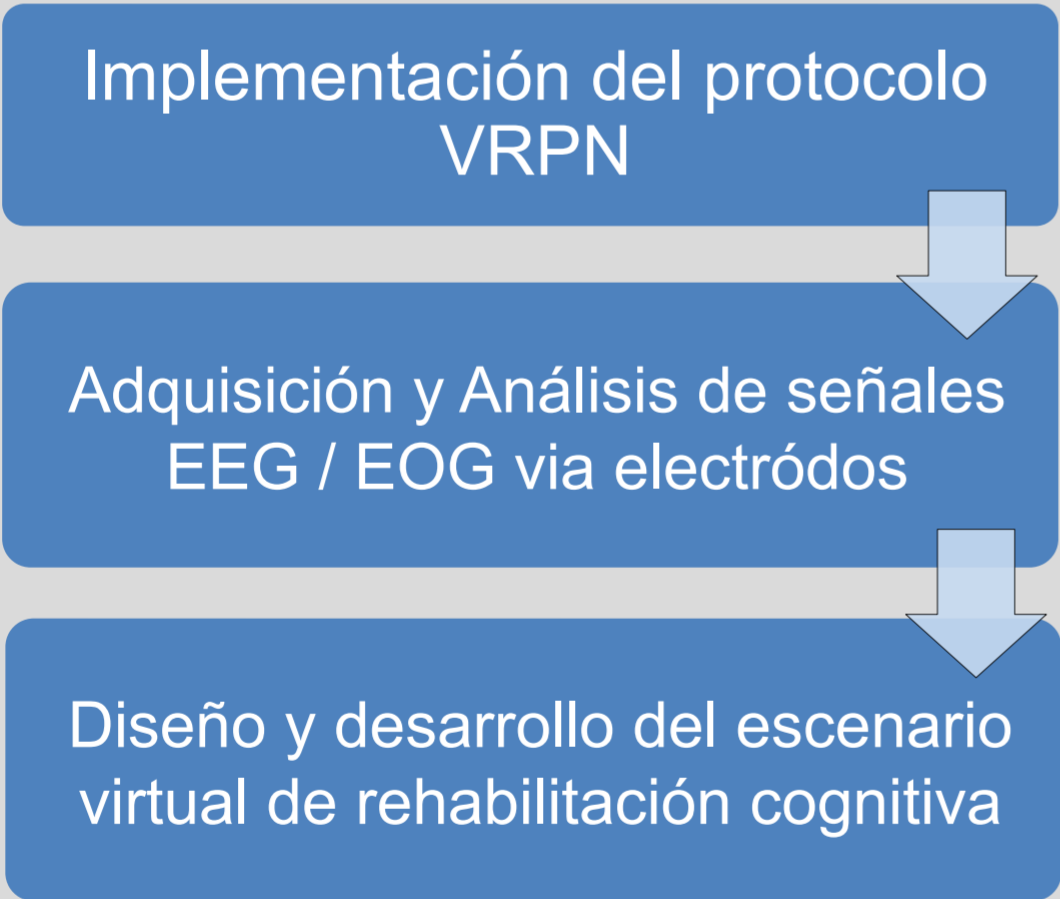 Implementación del protocolo
VRPN
Adquisición y Análisis de señales
EEG / EOG via electródos
Diseño y desarrollo del escenario
virtual de rehabilitación cognitiva